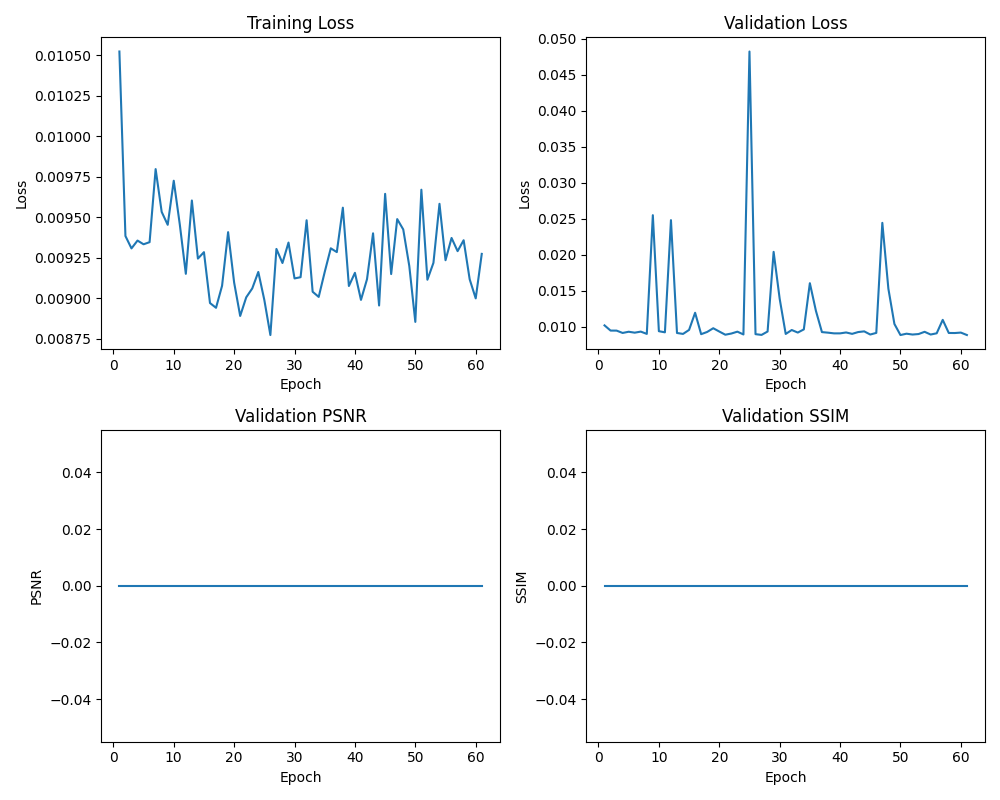 Training Loss
Loss
0.01050
0.01025
0.01000
0.00975
0.00950
0.00925
0.00900
0.00875
0 10 20 30 40 50 60
Epoch
Validation Loss
Loss
0.050
0.045
0.040
0.035
0.030
0.025
0.020
0.015
0.010
0 10 20 30 40 50 60
Epoch
Validation PSNR
PSNR
0.04
0.02
0.00
−0.02
−0.04
0 10 20 30 40 50 60
Epoch
Validation SSIM
SSIM
0.04
0.02
0.00
−0.02
−0.04
0 10 20 30 40 50 60
Epoch